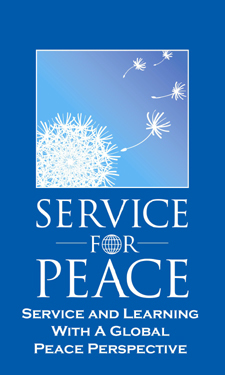 SERVICE
FOR
PEACE
SERVICE AND LEARNING
WITH A GLOBAL
PEACE PERSPECTIVE